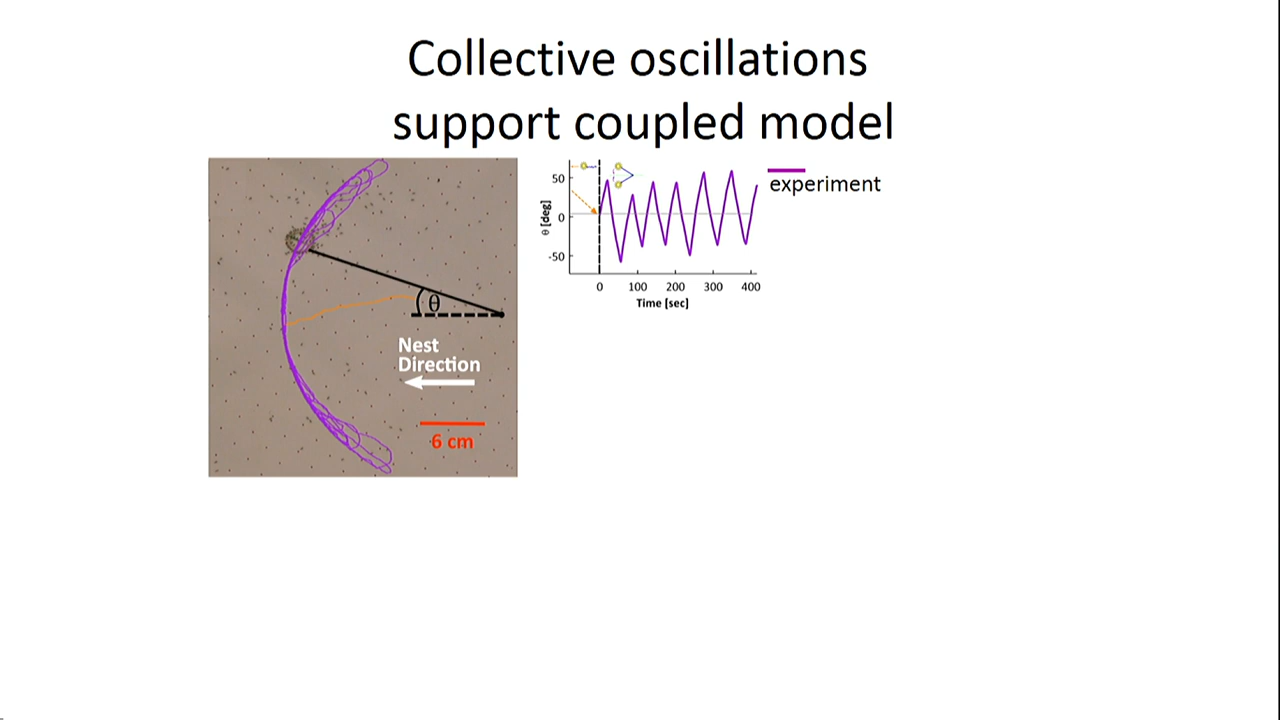 Collective oscillations
support coupled model
θ
Nest
Direction
6 cm
θ [deg]
50
0
-50
0 100 200 300 400
Time [sec]
experiment